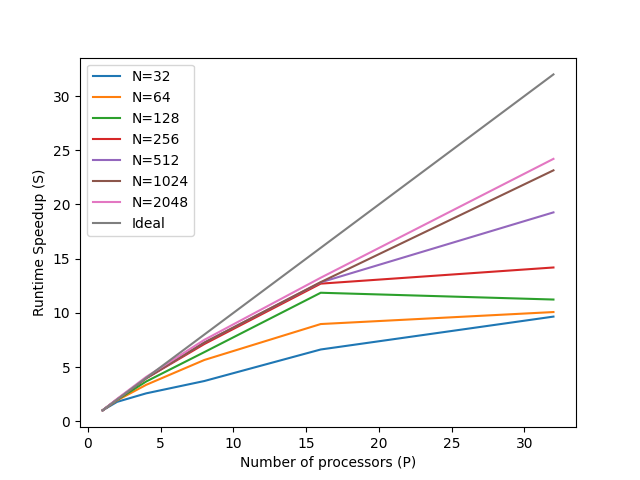 N=32
N=64
N=128
N=256
N=512
N=1024
N=2048
Ideal
Runtime Speedup (S)
30
25
20
15
10
5
0
0 5 10 15 20 25 30
Number of processors (P)